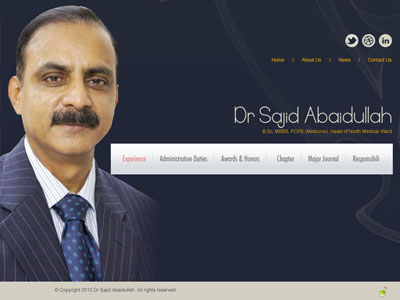 Home / About Us / News / Contact Us
Dr Sajid Abaidullah
B.Sc, MBBS, FCPS (Medicine), Head of North Medical Ward
Experience Administrative Duties Awards & Honors Chapter Major Journal Responsibili
© Copyright 2013 Dr Sajid Abaidullah. All rights reserved